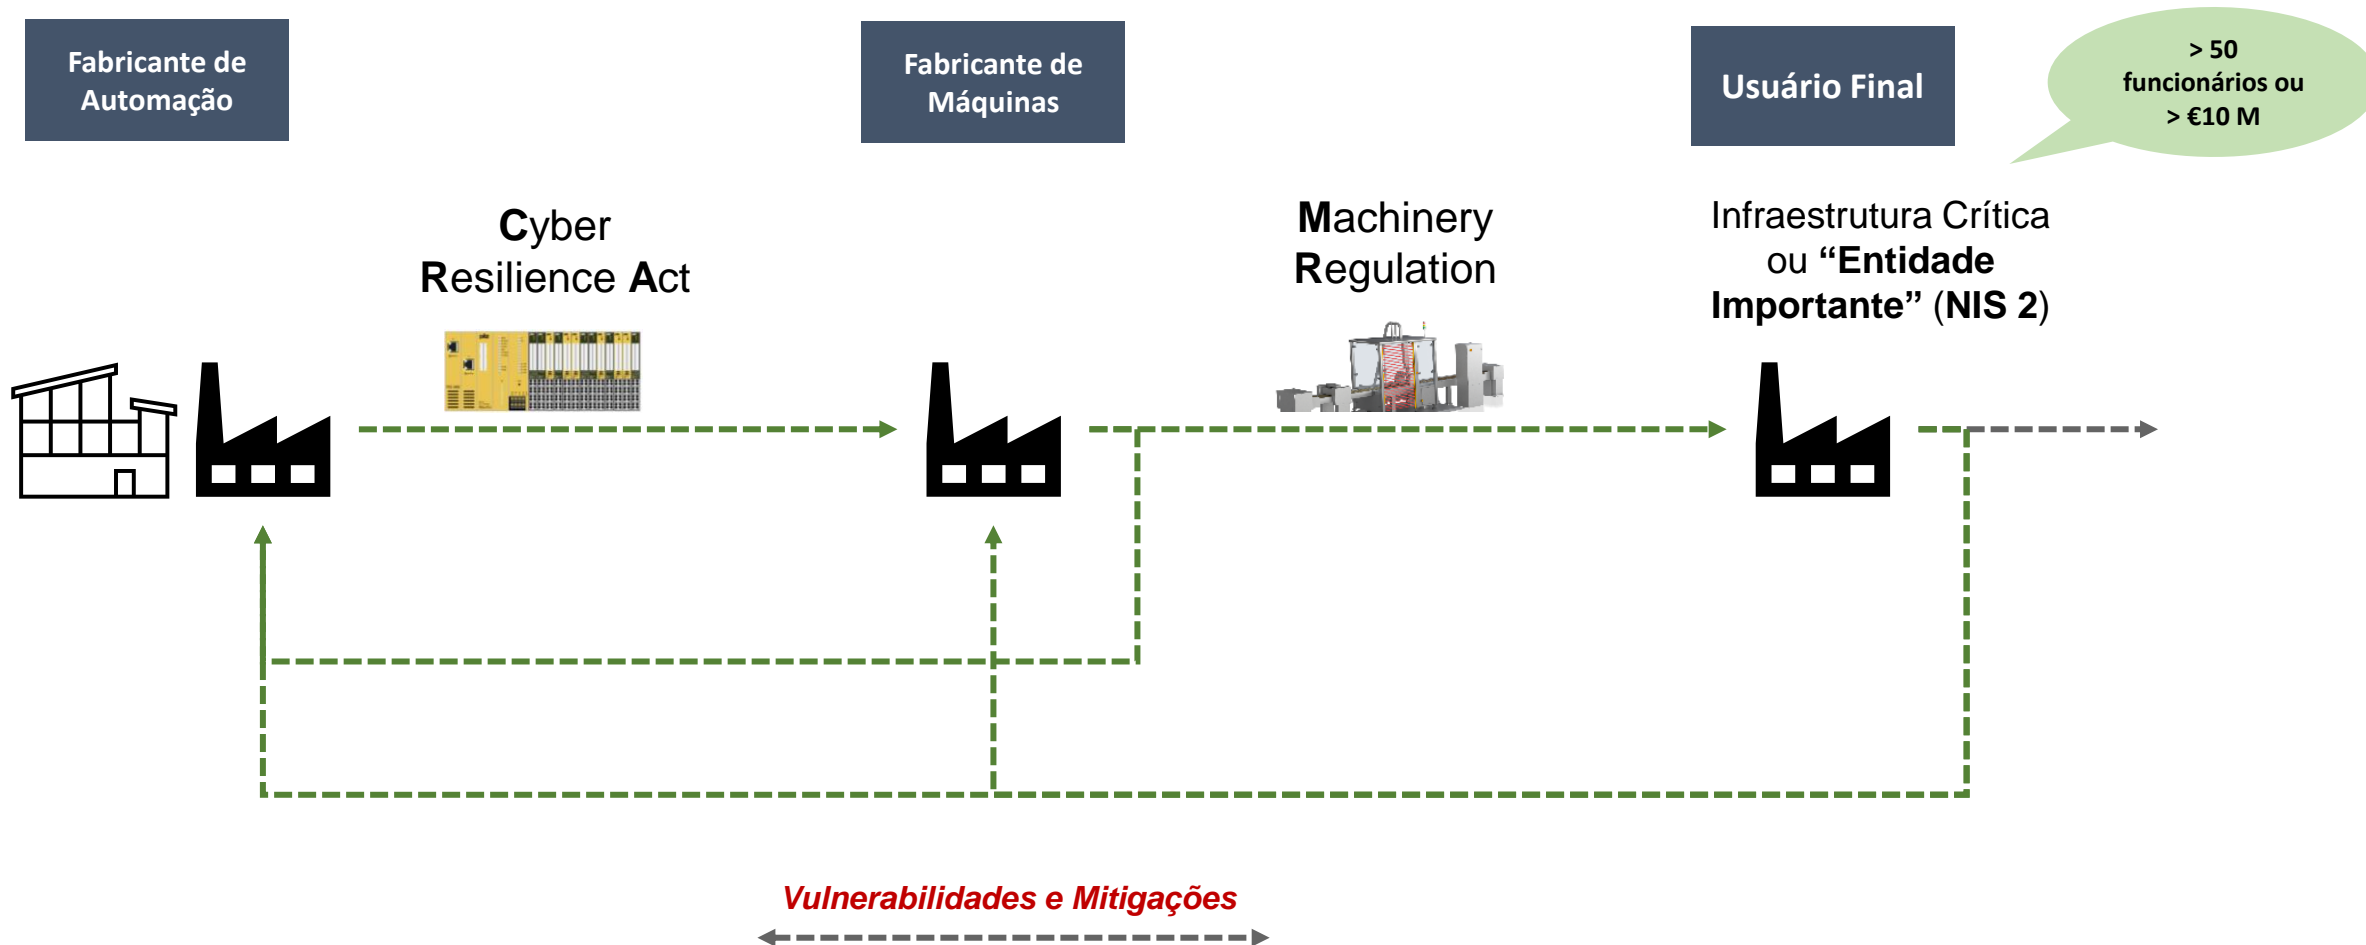 Fabricante de
Automação
Fabricante de
Máquinas
Usuário Final
> 50
funcionários ou
> €10 M
Cyber
Resilience Act
Machinery
Regulation
Infraestrutura Crítica
ou “Entidade
Importante” (NIS 2)
Vulnerabilidades e Mitigações